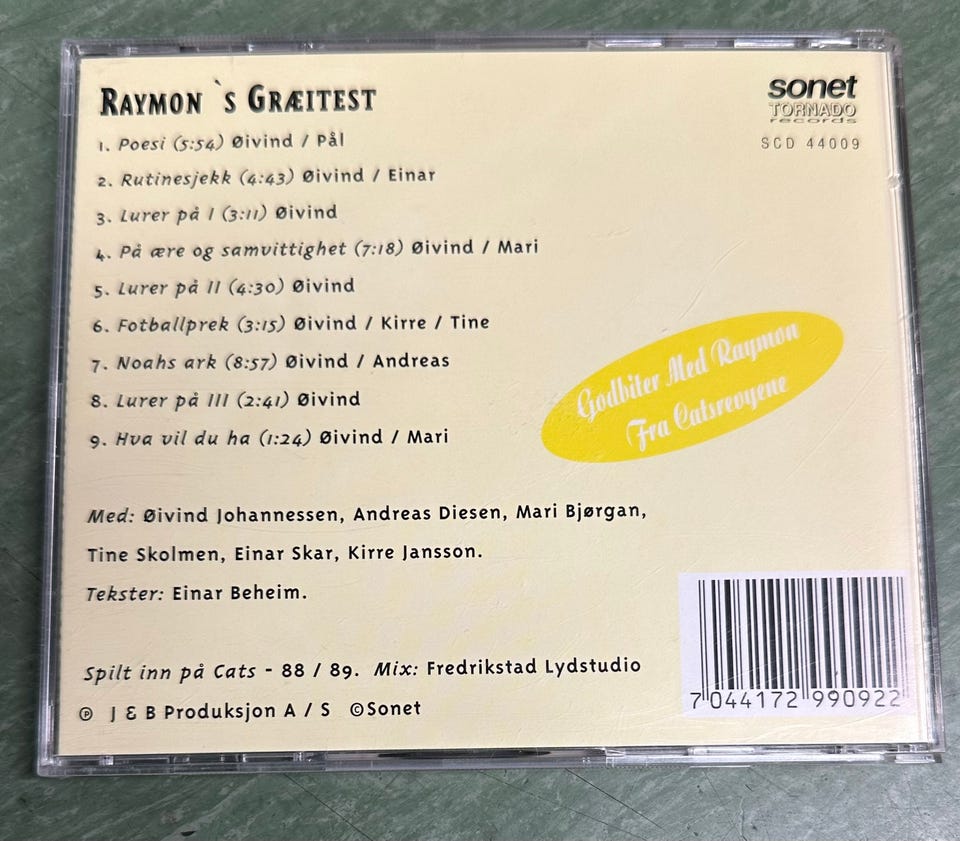 RAYMON `S GRÆITEST
sonet
TORNADO
records
SCD 44009
1. Poesi (5:54) Øivind / Pål
2. Rutinesjekk (4:43) Øivind / Einar
3. Lurer på I (3:11) Øivind
4. På ære og samvittighet (7:18) Øivind / Mari
5. Lurer på II (4:30) Øivind
6. Fotballprek (3:15) Øivind / Kirre / Tine
7. Noahs ark (8:57) Øivind / Andreas
8. Lurer på III (2:41) Øivind
9. Hva vil du ha (1:24) Øivind / Mari
Godbiter Med Raymon
Fra Catsrevyene
Med: Øivind Johannessen, Andreas Diesen, Mari Bjørgan,
Tine Skolmen, Einar Skar, Kirre Jansson.
Tekster: Einar Beheim.
Spilt inn på Cats - 88 / 89. Mix: Fredrikstad Lydstudio
℗ J & B Produksjon A / S ©Sonet
7 044172 990922